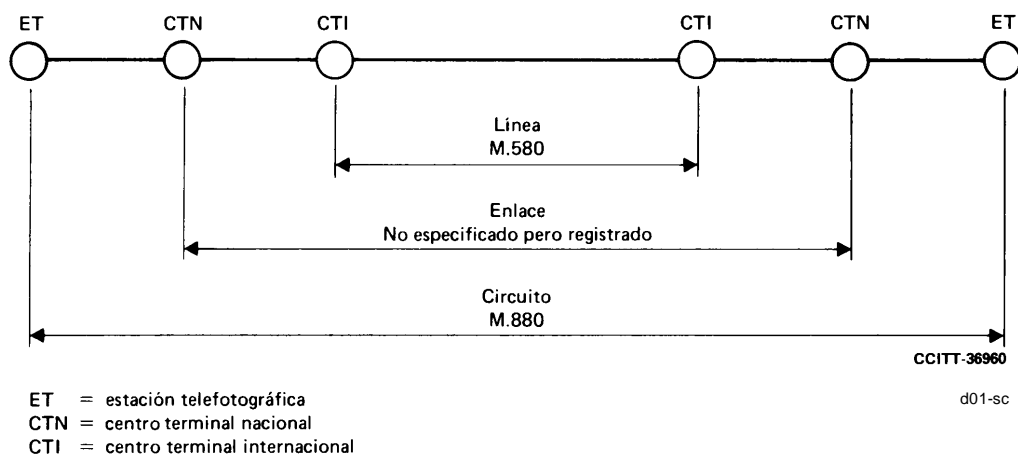 ET CTN CTI CTI CTN ET
Línea
M.580
Enlace
No especificado pero registrado
Circuito
M.880
CCITT-36960
ET = estación telefotográfica
d01-sc
CTN = centro terminal nacional
CTI = centro terminal internacional